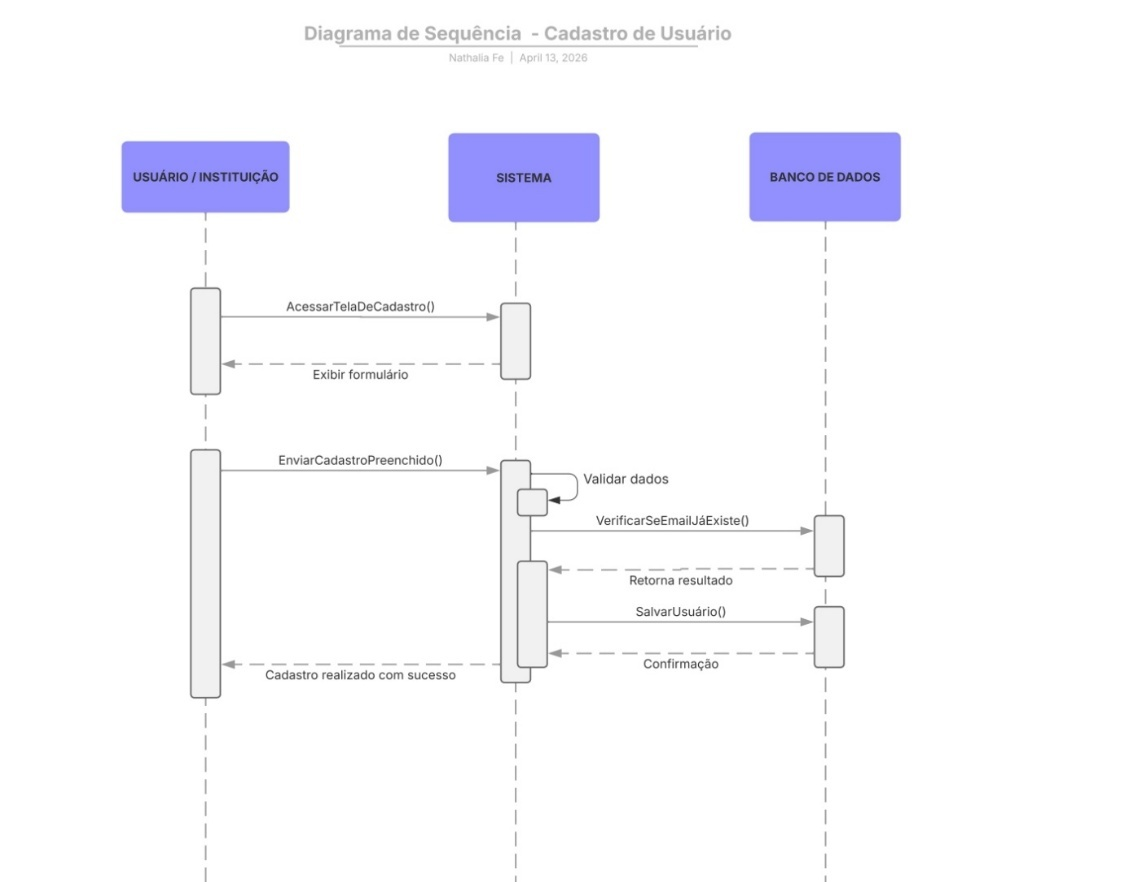 Diagrama de Sequência - Cadastro de Usuário
Nathalia Fe | April 13, 2026
USUÁRIO / INSTITUIÇÃO
SISTEMA
BANCO DE DADOS
AcessarTelaDeCadastro()
Exibir formulário
EnviarCadastroPreenchido()
Validar dados
VerificarSeEmailJáExiste()
Retorna resultado
SalvarUsuário()
Confirmação
Cadastro realizado com sucesso